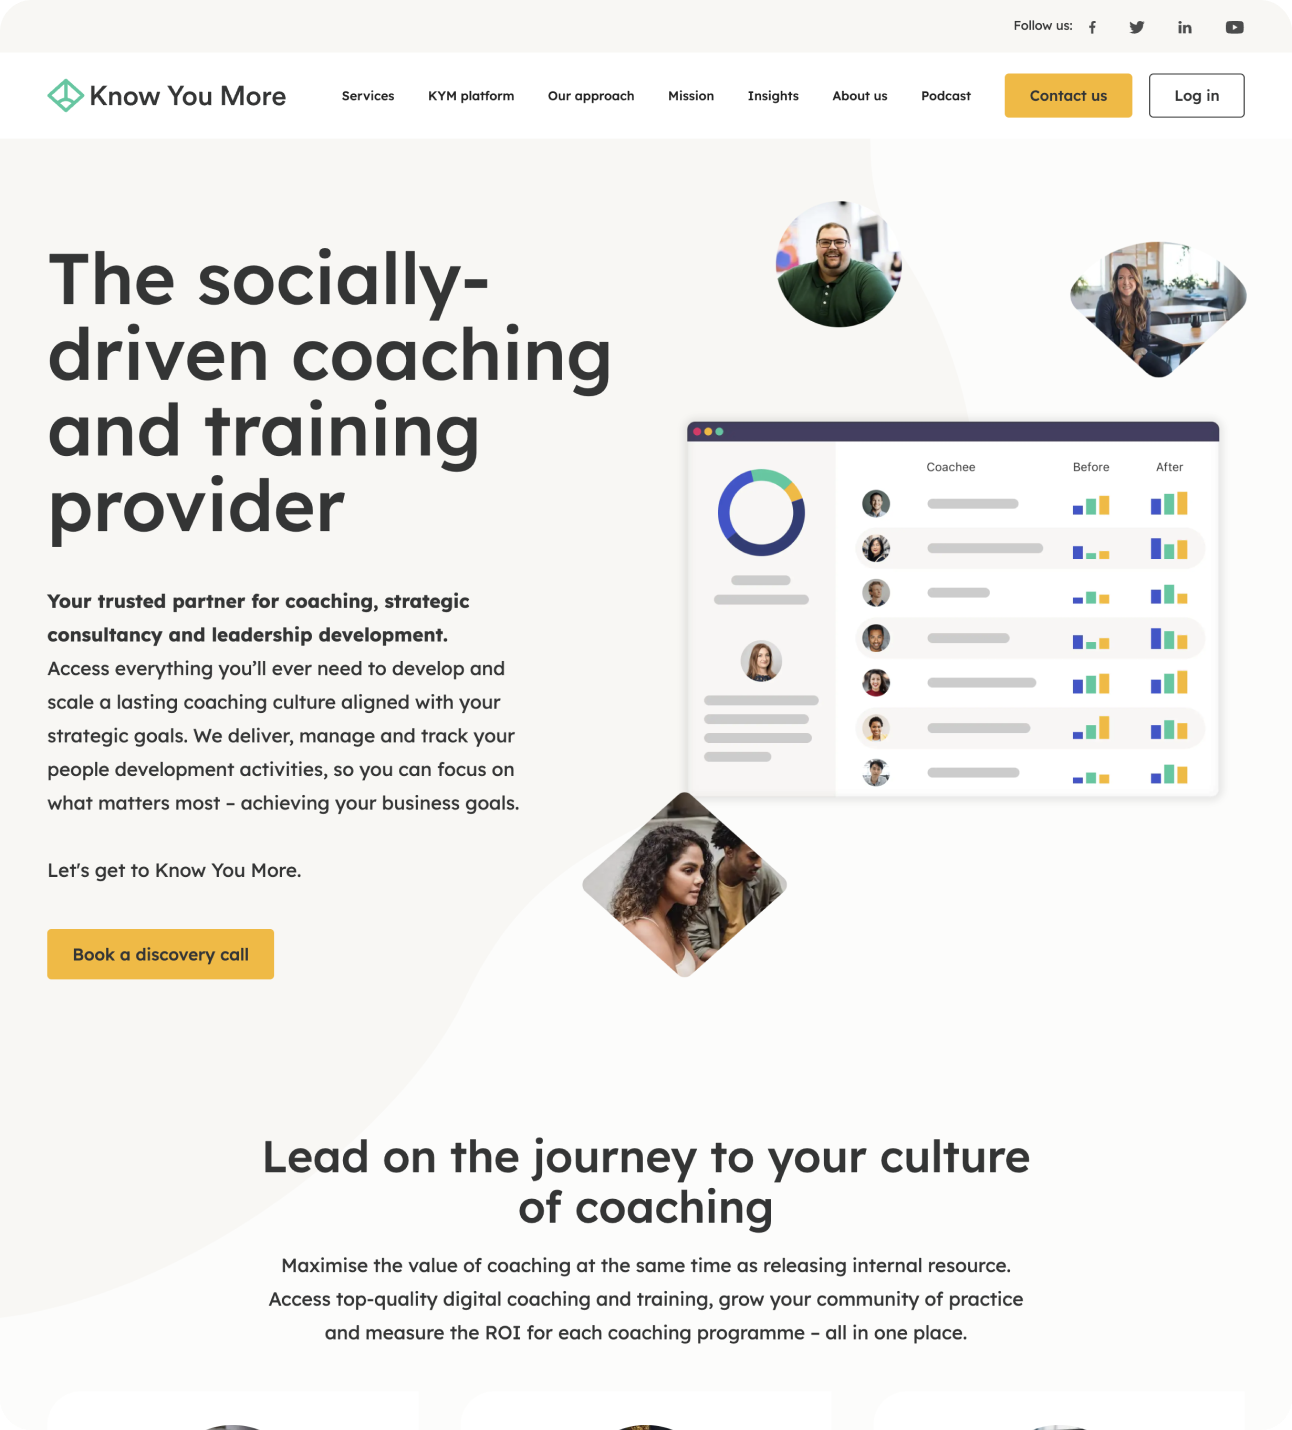 Follow us:
Know You More
Services
KYM platform
Our approach
Mission
Insights
About us
Podcast
Contact us
Log in
The socially-
driven coaching
and training
provider
Your trusted partner for coaching, strategic
consultancy and leadership development.
Access everything you’ll ever need to develop and
scale a lasting coaching culture aligned with your
strategic goals. We deliver, manage and track your
people development activities, so you can focus on
what matters most – achieving your business goals.
Let's get to Know You More.
Book a discovery call
Coachee
Before
After
Lead on the journey to your culture
of coaching
Maximise the value of coaching at the same time as releasing internal resource.
Access top-quality digital coaching and training, grow your community of practice
and measure the ROI for each coaching programme – all in one place.